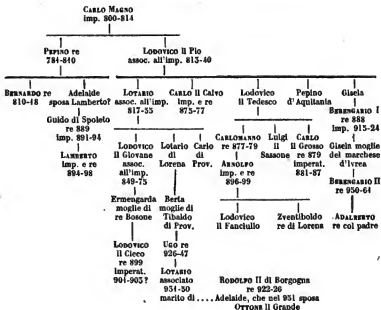 CARLO MAGNO
imp. 800-814
PEPINO re
781-810
LODOVICO il Pio
assoc. all'imp. 813-40
BERNARDO re
810-18
Adelaide
sposa Lamberto?
Guido di Spoleto
re 889
imp. 891-94
LAMBERTO
imp. e re
894-98
LOTARIO
assoc. all'imp.
817-55
CARLO il Calvo
imp. e re
875-77
Lodovico
il Tedesco
Pepino
d'Aquitania
Gisela
BERENGARIO I
re 888
imp. 915-24
Gisela moglie
del marchese
d'Ivrea
BERENGARIO II
re 950-64
ADALBERTO
re col padre
LODOVICO
il Giovane
assoc.
all'imp.
849-75
Lotario
di
Lorena
Carlo
di
Prov.
CARLOMANNO
re 877-79
Luigi
il
Sassone
CARLO
il Grosso
re 879
imperat.
881-87
ARNOLFO
imp. e re
896-99
Lodovico
il Fanciullo
Zventiboldo
re di Lorena
Ermengarda
moglie di
re Bosone
Berta
moglie di
Tibaldo
di Prov.
LODOVICO
il Cieco
re 899
imperat.
901-905?
UGO re
926-47
LOTARIO
associato
931-50
marito di.... Adelaide, che nel 951 sposa
OTTONE il Grande
RODOLFO II di Borgogna
re 922-26